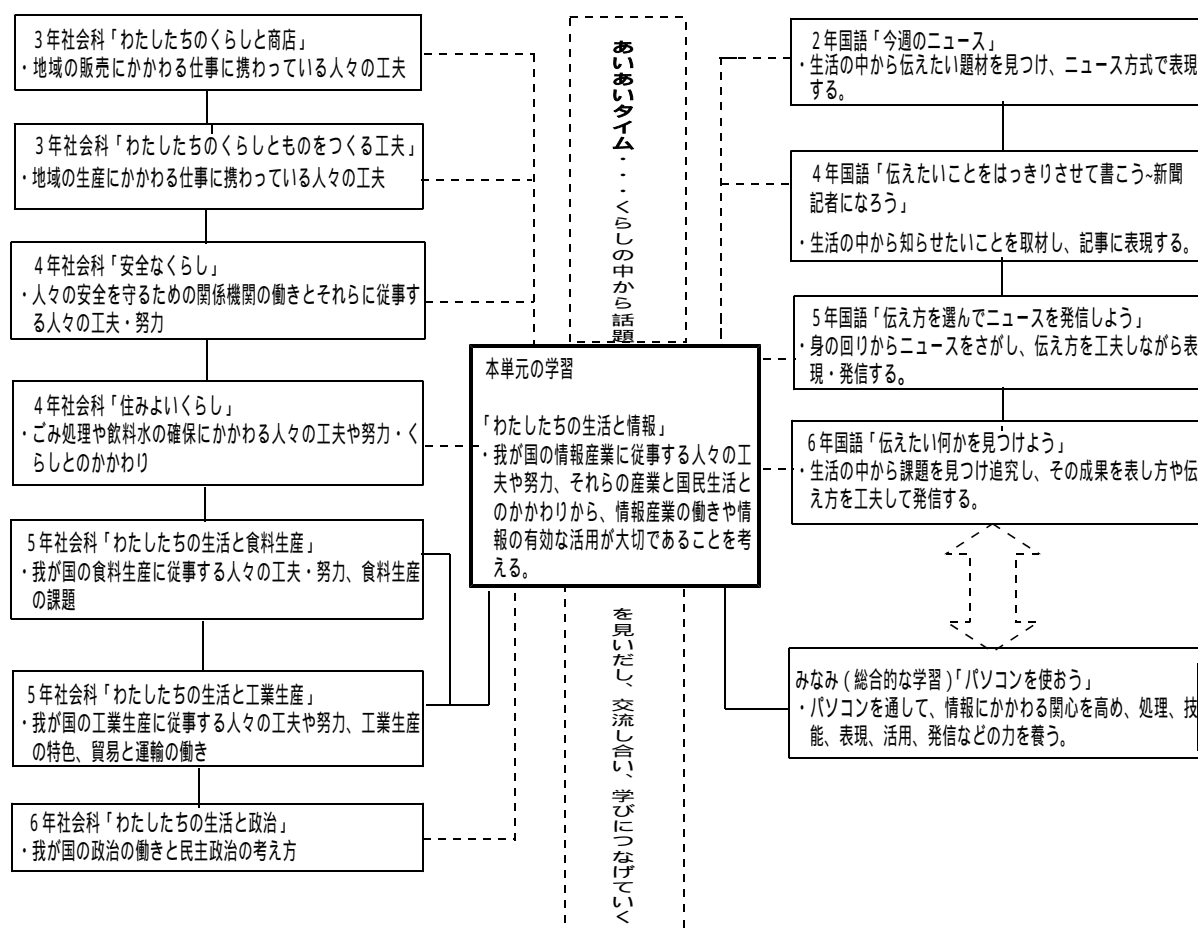 3年社会科「わたしたちのくらしと商店」
・地域の販売にかかわる仕事に携わっている人々の工夫
3年社会科「わたしたちのくらしとものをつくる工夫」
・地域の生産にかかわる仕事に携わっている人々の工夫
4年社会科「安全なくらし」
・人々の安全を守るための関係機関の働きとそれらに従事す
る人々の工夫・努力
4年社会科「住みよいくらし」
・ごみ処理や飲料水の確保にかかわる人々の工夫や努力・く
らしとのかかわり
5年社会科「わたしたちの生活と食料生産」
・我が国の食料生産に従事する人々の工夫・努力、食料生産
の課題
5年社会科「わたしたちの生活と工業生産」
・我が国の工業生産に従事する人々の工夫や努力、工業生産
の特色、貿易と運輸の働き
6年社会科「わたしたちの生活と政治」
・我が国の政治の働きと民主政治の考え方
あいあいタイム・・・・くらしの中から話題
本単元の学習
「わたしたちの生活と情報」
・我が国の情報産業に従事する人々の工
夫や努力、それらの産業と国民生活と
のかかわりから、情報産業の働きや情
報の有効な活用が大切であることを考
える。
を見いだし、交流し合い、学びにつなげていく
2年国語「今週のニュース」
・生活の中から伝えたい題材を見つけ、ニュース方式で表現
する。
4年国語「伝えたいことをはっきりさせて書こう~新聞
記者になろう」
・生活の中から知らせたいことを取材し、記事に表現する。
5年国語「伝え方を選んでニュースを発信しよう」
・身の回りからニュースをさがし、伝え方を工夫しながら表
現・発信する。
6年国語「伝えたい何かを見つけよう」
・生活の中から課題を見つけ追究し、その成果を表し方や伝
え方を工夫して発信する。
みなみ(総合的な学習)「パソコンを使おう」
・パソコンを通して、情報にかかわる関心を高め、処理、技
能、表現、活用、発信などの力を養う。